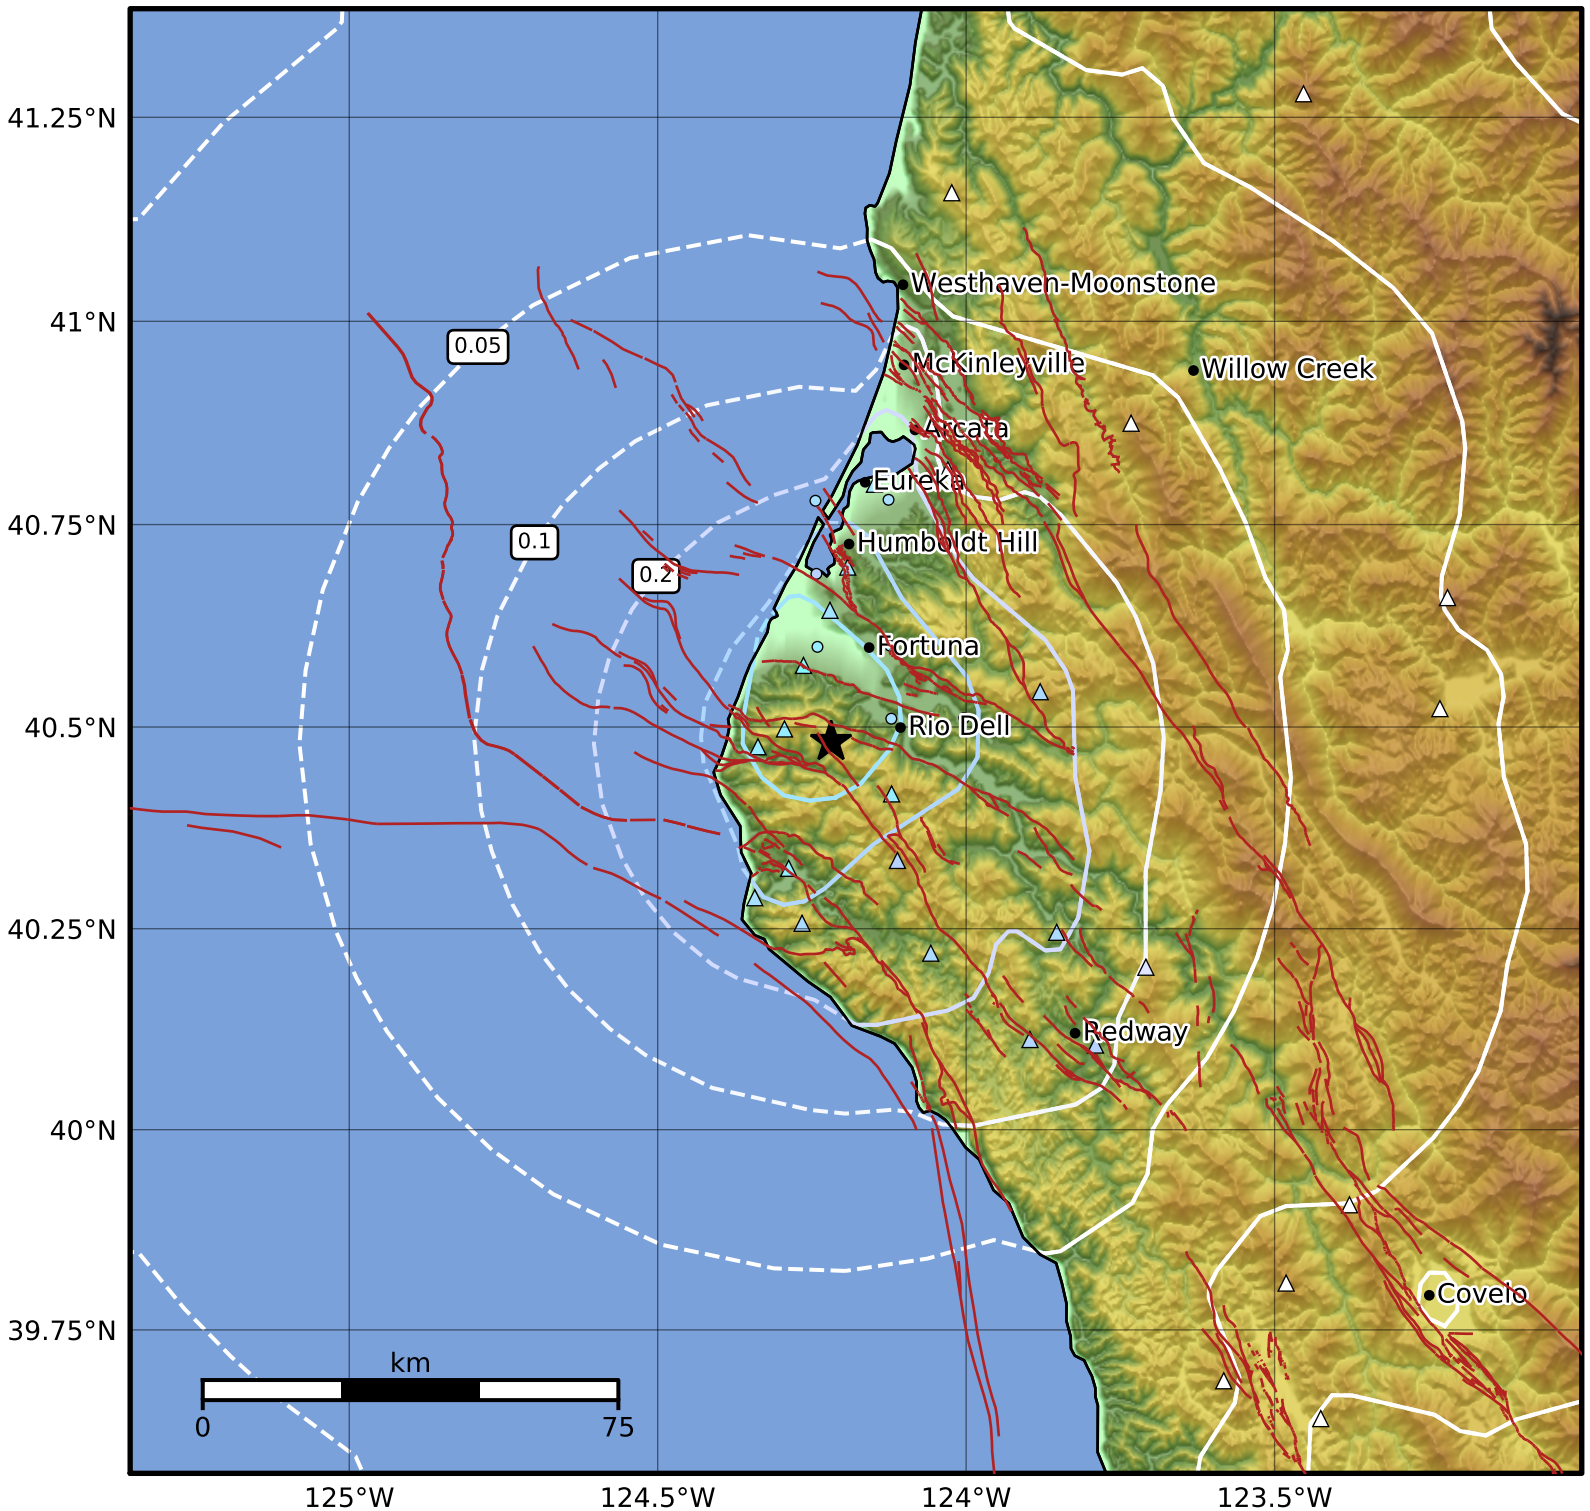 41.25°N
Westhaven-Moonstone
41°N
0.05
McKinleyville
Willow Creek
Arcata
Eureka
40.75°N
0.1
Humboldt Hill
0.2
Fortuna
40.5°N
Rio Dell
40.25°N
Redway
40°N
Covelo
39.75°N
km
0
75
125°W
124.5°W
124°W
123.5°W